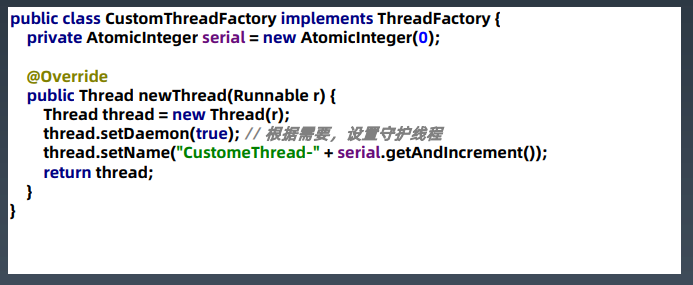 public class CustomThreadFactory implements ThreadFactory {
private AtomicInteger serial = new AtomicInteger(0);
@Override
public Thread newThread(Runnable r) {
Thread thread = new Thread(r);
thread.setDaemon(true); // 根据需要，设置守护线程
thread.setName("CustomeThread-" + serial.getAndIncrement());
return thread;
}
}